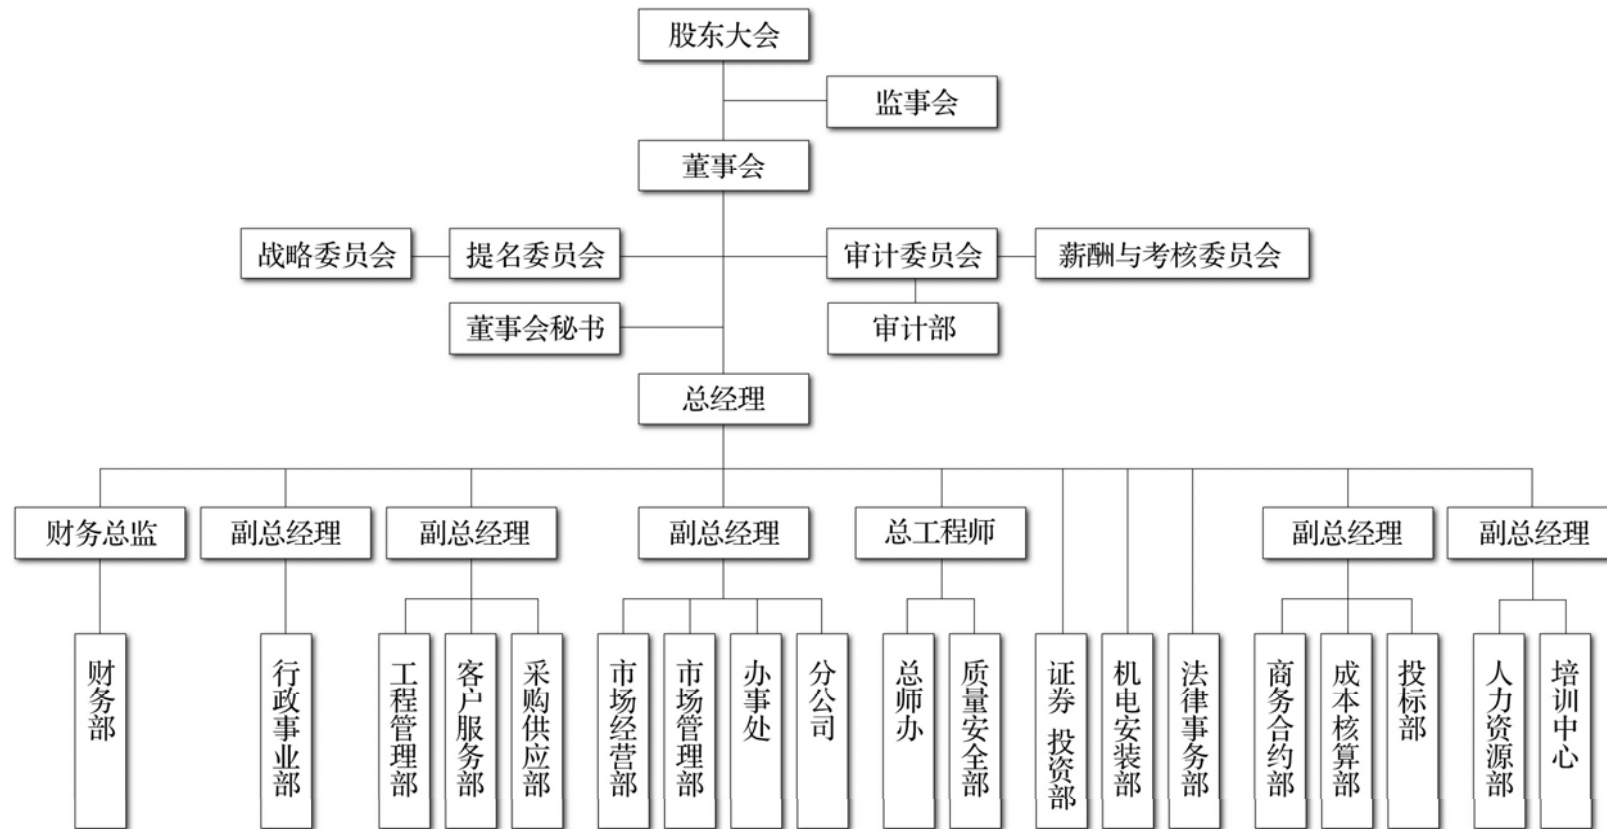 股东大会
监事会
董事会
战略委员会
提名委员会
审计委员会
薪酬与考核委员会
董事会秘书
审计部
总经理
财务总监
副总经理
副总经理
副总经理
总工程师
副总经理
副总经理
财务部
行政事业部
工程管理部
客户服务部
采购供应部
市场经营部
市场管理部
办事处
分公司
总师办
质量安全部
证券 投资部
机电安装部
法律事务部
商务合约部
成本核算部
投标部
人力资源部
培训中心